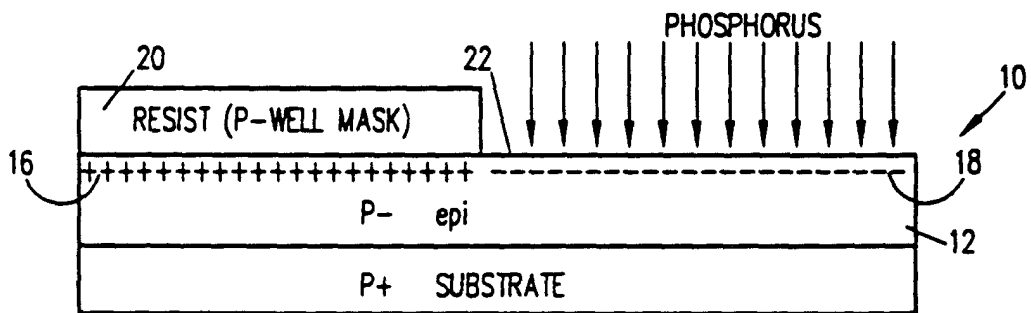 PHOSPHORUS
20
22
10
RESIST (P-WELL MASK)
16
18
P- epi
12
P+ SUBSTRATE